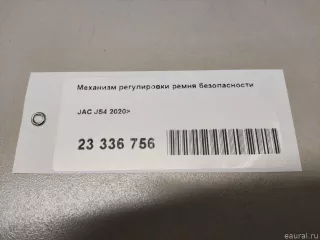 Механизм регулировки ремня безопасности
JAC JS4 2020>
23 336 756
eaural.ru